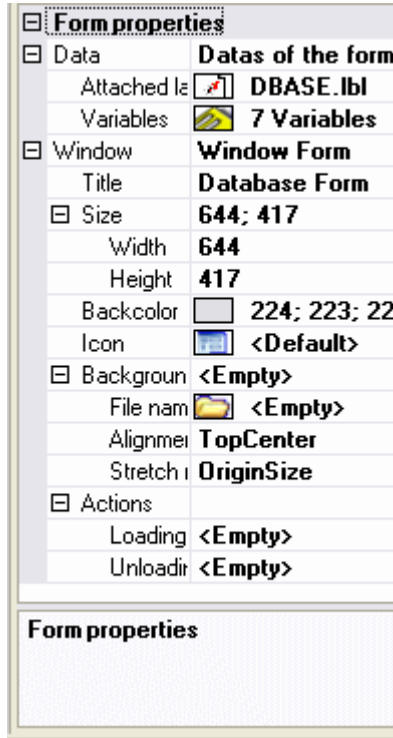 Form properties
Data Datas of the form
Attached la DBASE.lbl
Variables 7 Variables
Window Window Form
Title Database Form
Size 644; 417
Width 644
Height 417
Backcolor 224; 223; 22
Icon <Default>
Backgroun <Empty>
File nam <Empty>
Alignmen TopCenter
Stretch OriginSize
Actions
Loading <Empty>
Unloadin <Empty>
Form properties